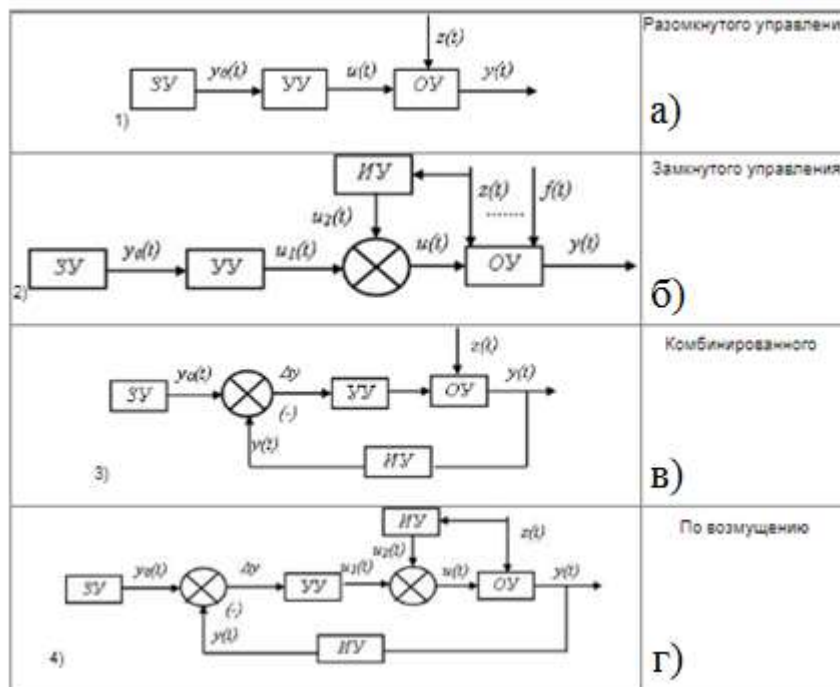 Разомкнутого управлени
z(t)
ЗУ y₀(t) УУ u(t) ОУ y(t)
1)
а)
Замкнутого управления
ИУ z(t) f(t)
u₂(t)
ЗУ y₀(t) УУ u₁(t) u(t) ОУ y(t)
2)
б)
Комбинированного
z(t)
ЗУ y₀(t) Δy УУ ОУ y(t)
(-)
y(t)
ИУ
3)
в)
По возмущению
ИУ z(t)
u₂(t)
ЗУ y₀(t) Δy УУ u₁(t) u(t) ОУ y(t)
(-)
y(t)
ИУ
4)
г)